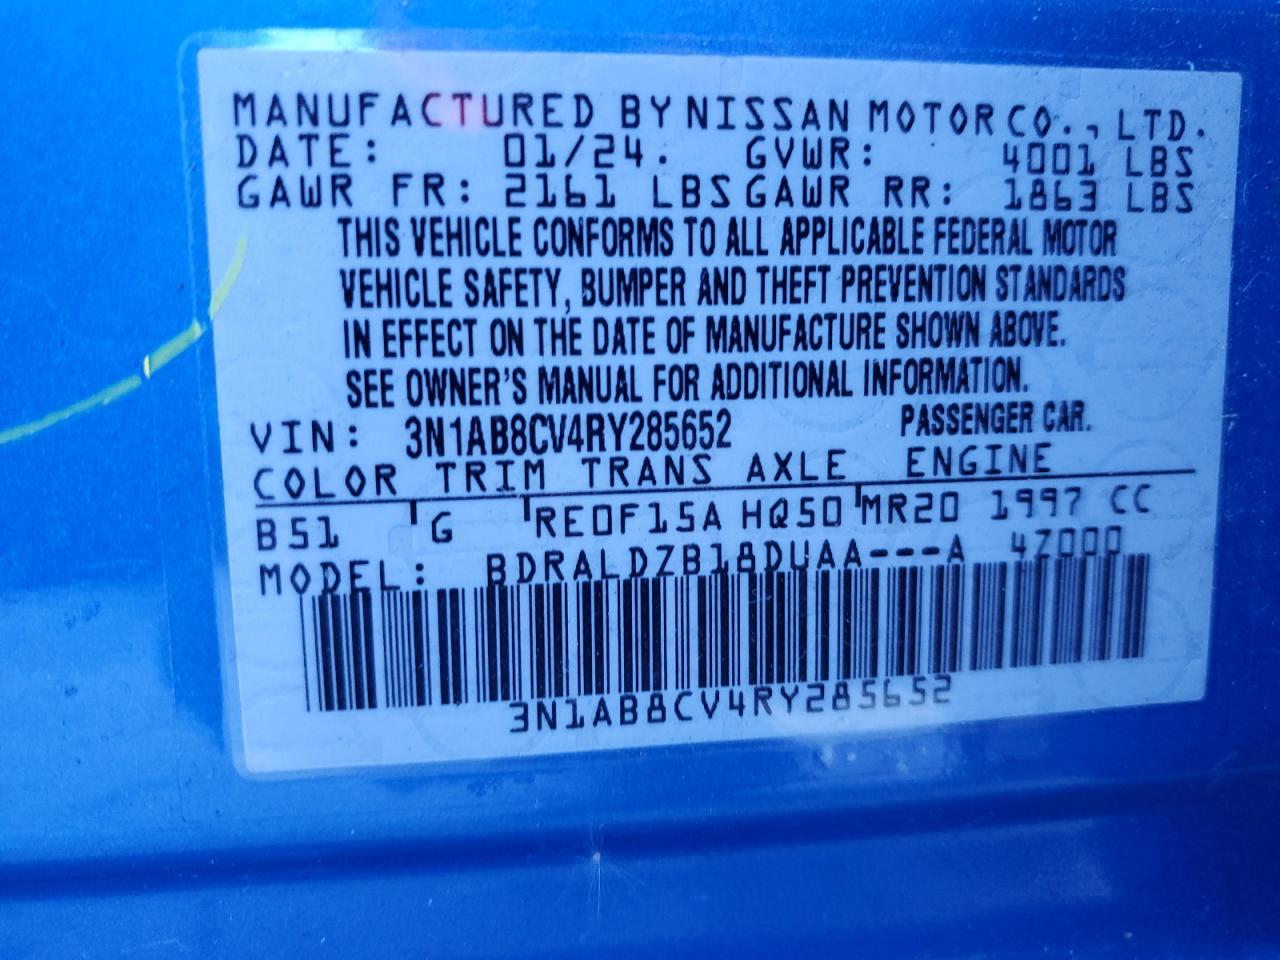 MANUFACTURED BY NISSAN MOTOR CO., LTD.
DATE: 01/24. GVWR: 4001 LBS
GAWR FR: 2161 LBS GAWR RR: 1863 LBS
THIS VEHICLE CONFORMS TO ALL APPLICABLE FEDERAL MOTOR
VEHICLE SAFETY, BUMPER AND THEFT PREVENTION STANDARDS
IN EFFECT ON THE DATE OF MANUFACTURE SHOWN ABOVE.
SEE OWNER'S MANUAL FOR ADDITIONAL INFORMATION.
VIN: 3N1AB8CV4RY285652 PASSENGER CAR.
COLOR TRIM TRANS AXLE ENGINE
B51 G RE0F15A HQ50 MR20 1997 CC
MODEL: BDRALDZB18DUAA---A 4Z000
3N1AB8CV4RY285652